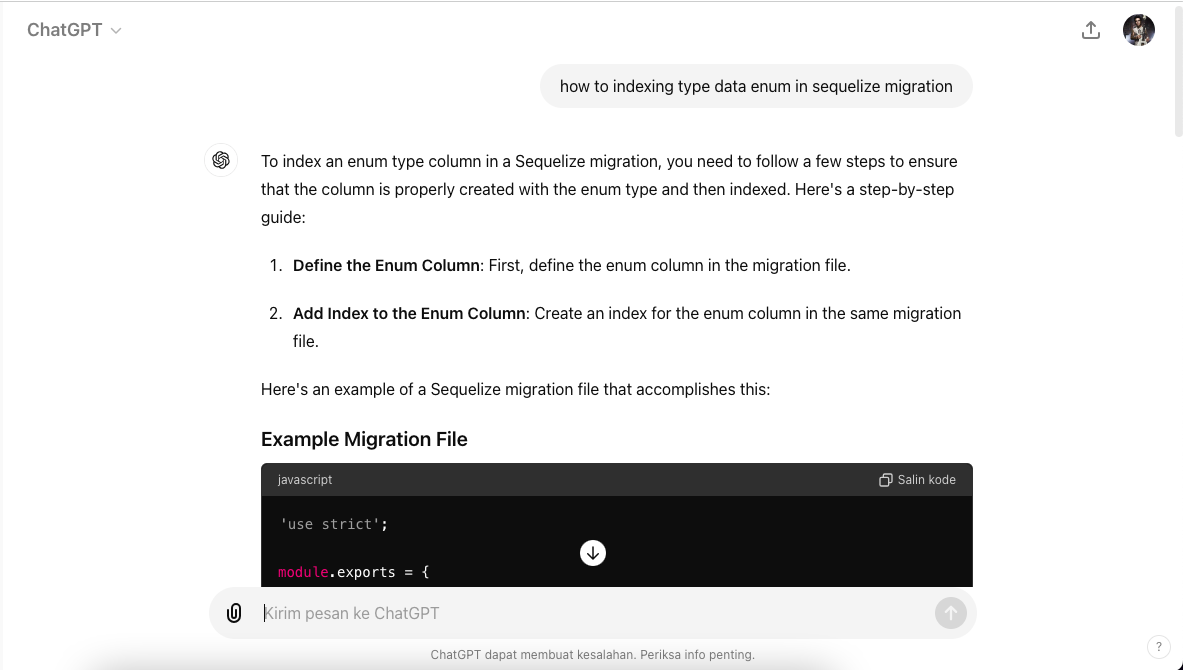 ChatGPT
how to indexing type data enum in sequelize migration
To index an enum type column in a Sequelize migration, you need to follow a few steps to ensure
that the column is properly created with the enum type and then indexed. Here's a step-by-step
guide:
1. Define the Enum Column: First, define the enum column in the migration file.
2. Add Index to the Enum Column: Create an index for the enum column in the same migration
file.
Here's an example of a Sequelize migration file that accomplishes this:
Example Migration File
javascript
Salin kode
'use strict';
module.exports = {
Kirim pesan ke ChatGPT
ChatGPT dapat membuat kesalahan. Periksa info penting.
?